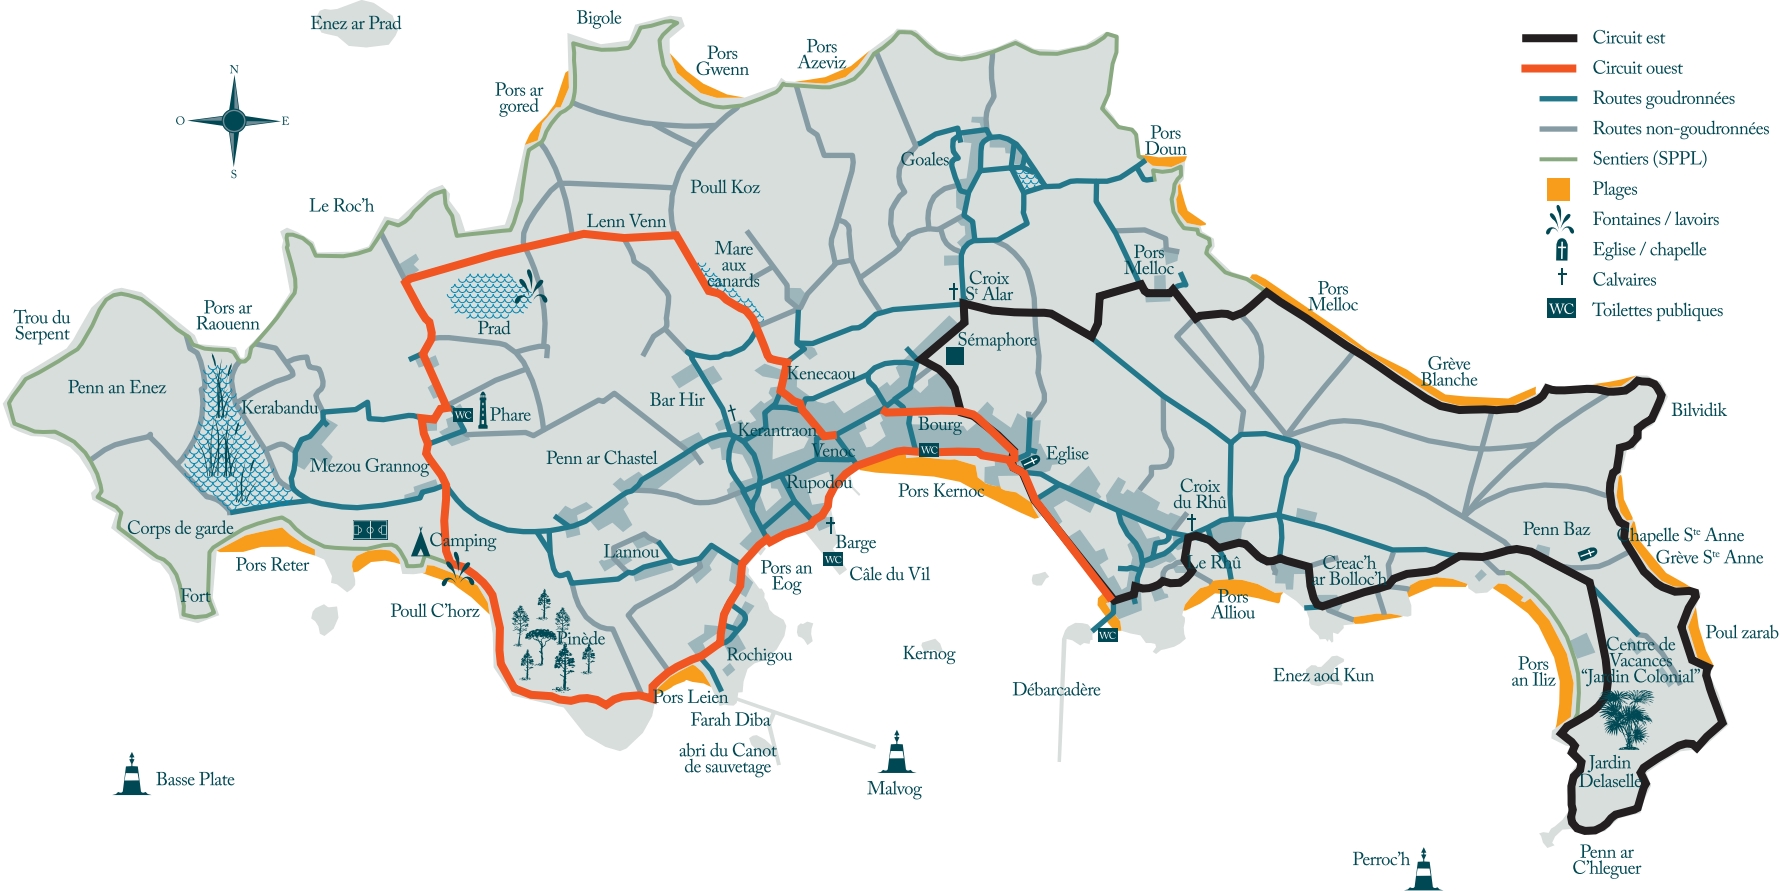 Enez ar Prad
Bigole
Pors
Gwenn
Pors
Azeviz
Pors ar
gored
N
O
E
S
Circuit est
Circuit ouest
Routes goudronnées
Routes non-goudronnées
Sentiers (SPPL)
Plages
Fontaines / lavoirs
Eglise / chapelle
Calvaires
WC
Toilettes publiques
Pors
Doun
Goales
Poull Koz
Le Roc'h
Lenn Venn
Mare
aux
canards
Pors
Melloc
Croix
St Alar
Pors
Melloc
Trou du
Serpent
Pors ar
Raouenn
Prad
Sémaphore
Grève
Blanche
Penn an Enez
Kerabandu
WC
Phare
Bar Hir
Kenecaou
Bilvidik
Kerantraon
Bourg
Venoc
WC
Eglise
Mezou Grannog
Penn ar Chastel
Rupodou
Pors Kernoc
Croix
du Rhû
Corps de garde
Camping
Barge
Penn Baz
Chapelle Ste Anne
Grève Ste Anne
Pors Reter
Lannou
WC
Câle du Vil
Pors an
Eog
Le Rhû
Creac'h
ar Bolloc'h
Fort
Poull C'horz
Pinède
Pors
Alliou
WC
Poul zarab
Rochigou
Kernog
Centre de
Vacances
"Jardin Colonial"
Pors
an Iliz
Enez aod Kun
Débarcadère
Pors Leien
Farah Diba
abri du Canot
de sauvetage
Basse Plate
Malvog
Jardin
Delaselle
Perroc'h
Penn ar
C'hleguer